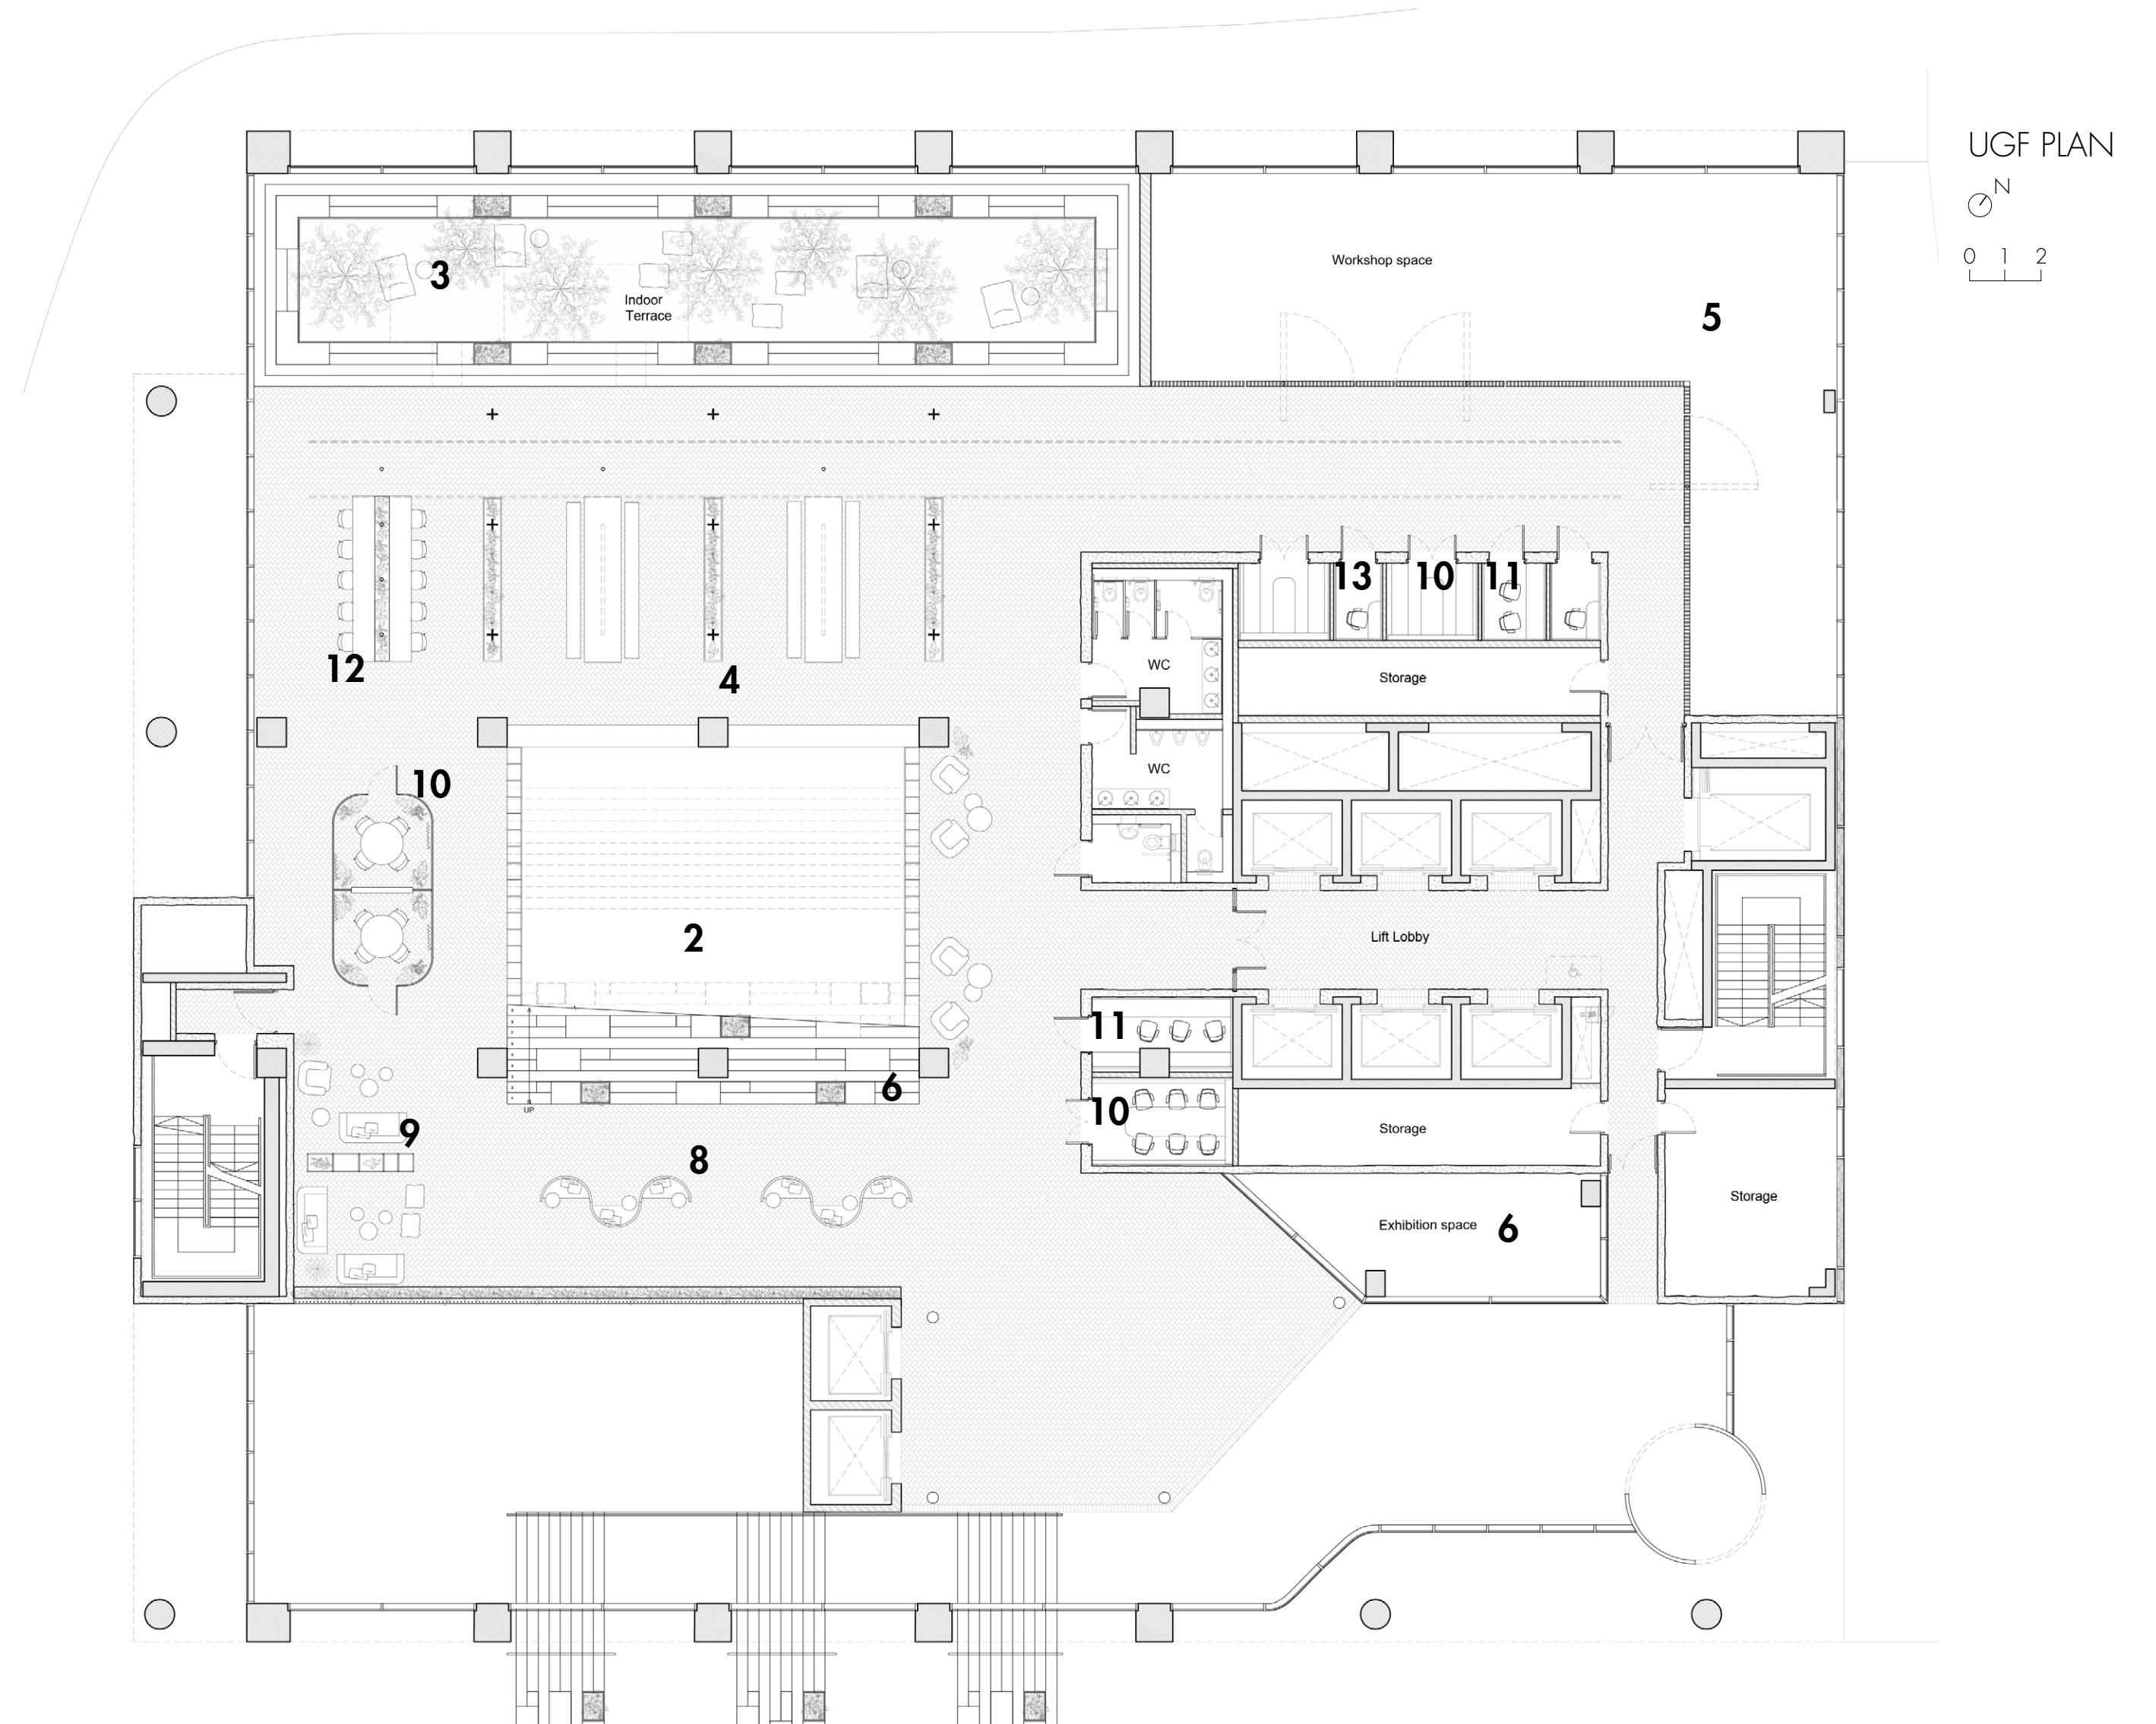 UGF PLAN
N
0 1 2
Workshop space
3
Indoor
Terrace
5
13 10 11
12
WC
4
Storage
10
WC
2
Lift Lobby
11
6
UP
10
9
Storage
8
Storage
Exhibition space 6